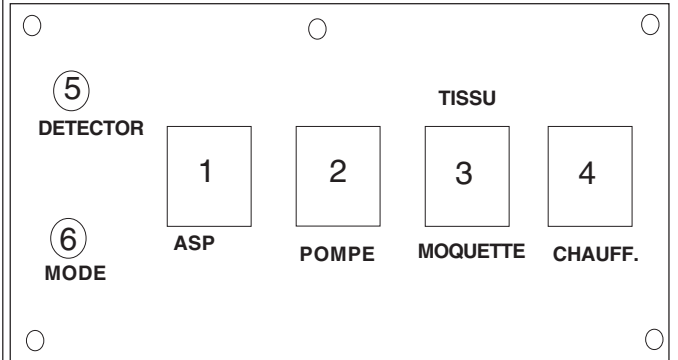 5
DETECTOR
TISSU
1
2
3
4
6
MODE
ASP
POMPE
MOQUETTE
CHAUFF.